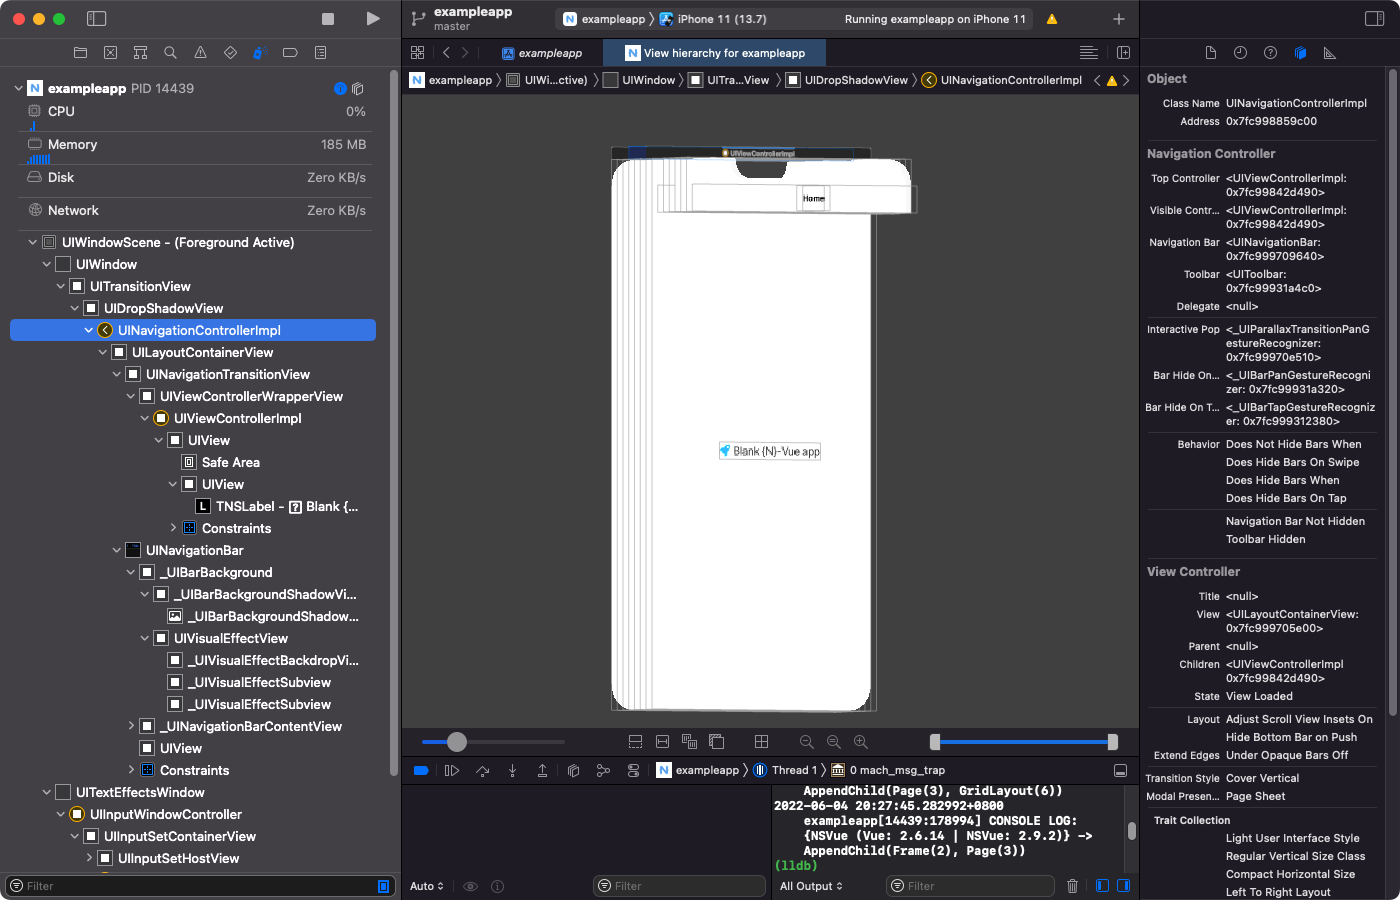 exampleapp
master
exampleapp
iPhone 11 (13.7)
Running exampleapp on iPhone 11
exampleapp
View hierarchy for exampleapp
exampleapp
UIWi...ctive)
UIWindow
UITra...View
UIDropShadowView
UINavigationControllerImpl
exampleapp PID 14439
CPU
0%
Memory
185 MB
Disk
Zero KB/s
Network
Zero KB/s
UIWindowScene - (Foreground Active)
UIWindow
UITransitionView
UIDropShadowView
UINavigationControllerImpl
UILayoutContainerView
UINavigationTransitionView
UIViewControllerWrapperView
UIViewControllerImpl
UIView
Safe Area
UIView
L TNSLabel - ? Blank {...
Constraints
UINavigationBar
_UIBarBackground
_UIBarBackgroundShadowVi...
_UIBarBackgroundShadow...
UIVisualEffectView
_UIVisualEffectBackdropVi...
_UIVisualEffectSubview
_UIVisualEffectSubview
_UINavigationBarContentView
UIView
Constraints
UITextEffectsWindow
UIInputWindowController
UIInputSetContainerView
UIInputSetHostView
Filter
UIViewControllerImpl
Home
Blank {N}-Vue app
exampleapp
Thread 1
0 mach_msg_trap
AppendChild(Page(3), GridLayout(6))
2022-06-04 20:27:45.282992+0800
exampleapp[14439:178994] CONSOLE LOG:
{NSVue (Vue: 2.6.14 | NSVue: 2.9.2)} ->
AppendChild(Frame(2), Page(3))
(lldb)
Auto
Filter
All Output
Filter
Object
Class Name UINavigationControllerImpl
Address 0x7fc998859c00
Navigation Controller
Top Controller <UIViewControllerImpl:
0x7fc99842d490>
Visible Contr... <UIViewControllerImpl:
0x7fc99842d490>
Navigation Bar <UINavigationBar:
0x7fc999709640>
Toolbar <UIToolbar:
0x7fc99931a4c0>
Delegate <null>
Interactive Pop <_UIParallaxTransitionPanG
estureRecognizer:
0x7fc99970e510>
Bar Hide On... <_UIBarPanGestureRecogni
zer: 0x7fc99931a320>
Bar Hide On T... <_UIBarTapGestureRecogniz
er: 0x7fc999312380>
Behavior Does Not Hide Bars When
Does Hide Bars On Swipe
Does Hide Bars When
Does Hide Bars On Tap
Navigation Bar Not Hidden
Toolbar Hidden
View Controller
Title <null>
View <UILayoutContainerView:
0x7fc999705e00>
Parent <null>
Children <UIViewControllerImpl
0x7fc99842d490>
State View Loaded
Layout Adjust Scroll View Insets On
Hide Bottom Bar on Push
Extend Edges Under Opaque Bars Off
Transition Style Cover Vertical
Modal Presen... Page Sheet
Trait Collection
Light User Interface Style
Regular Vertical Size Class
Compact Horizontal Size
Left To Right Layout